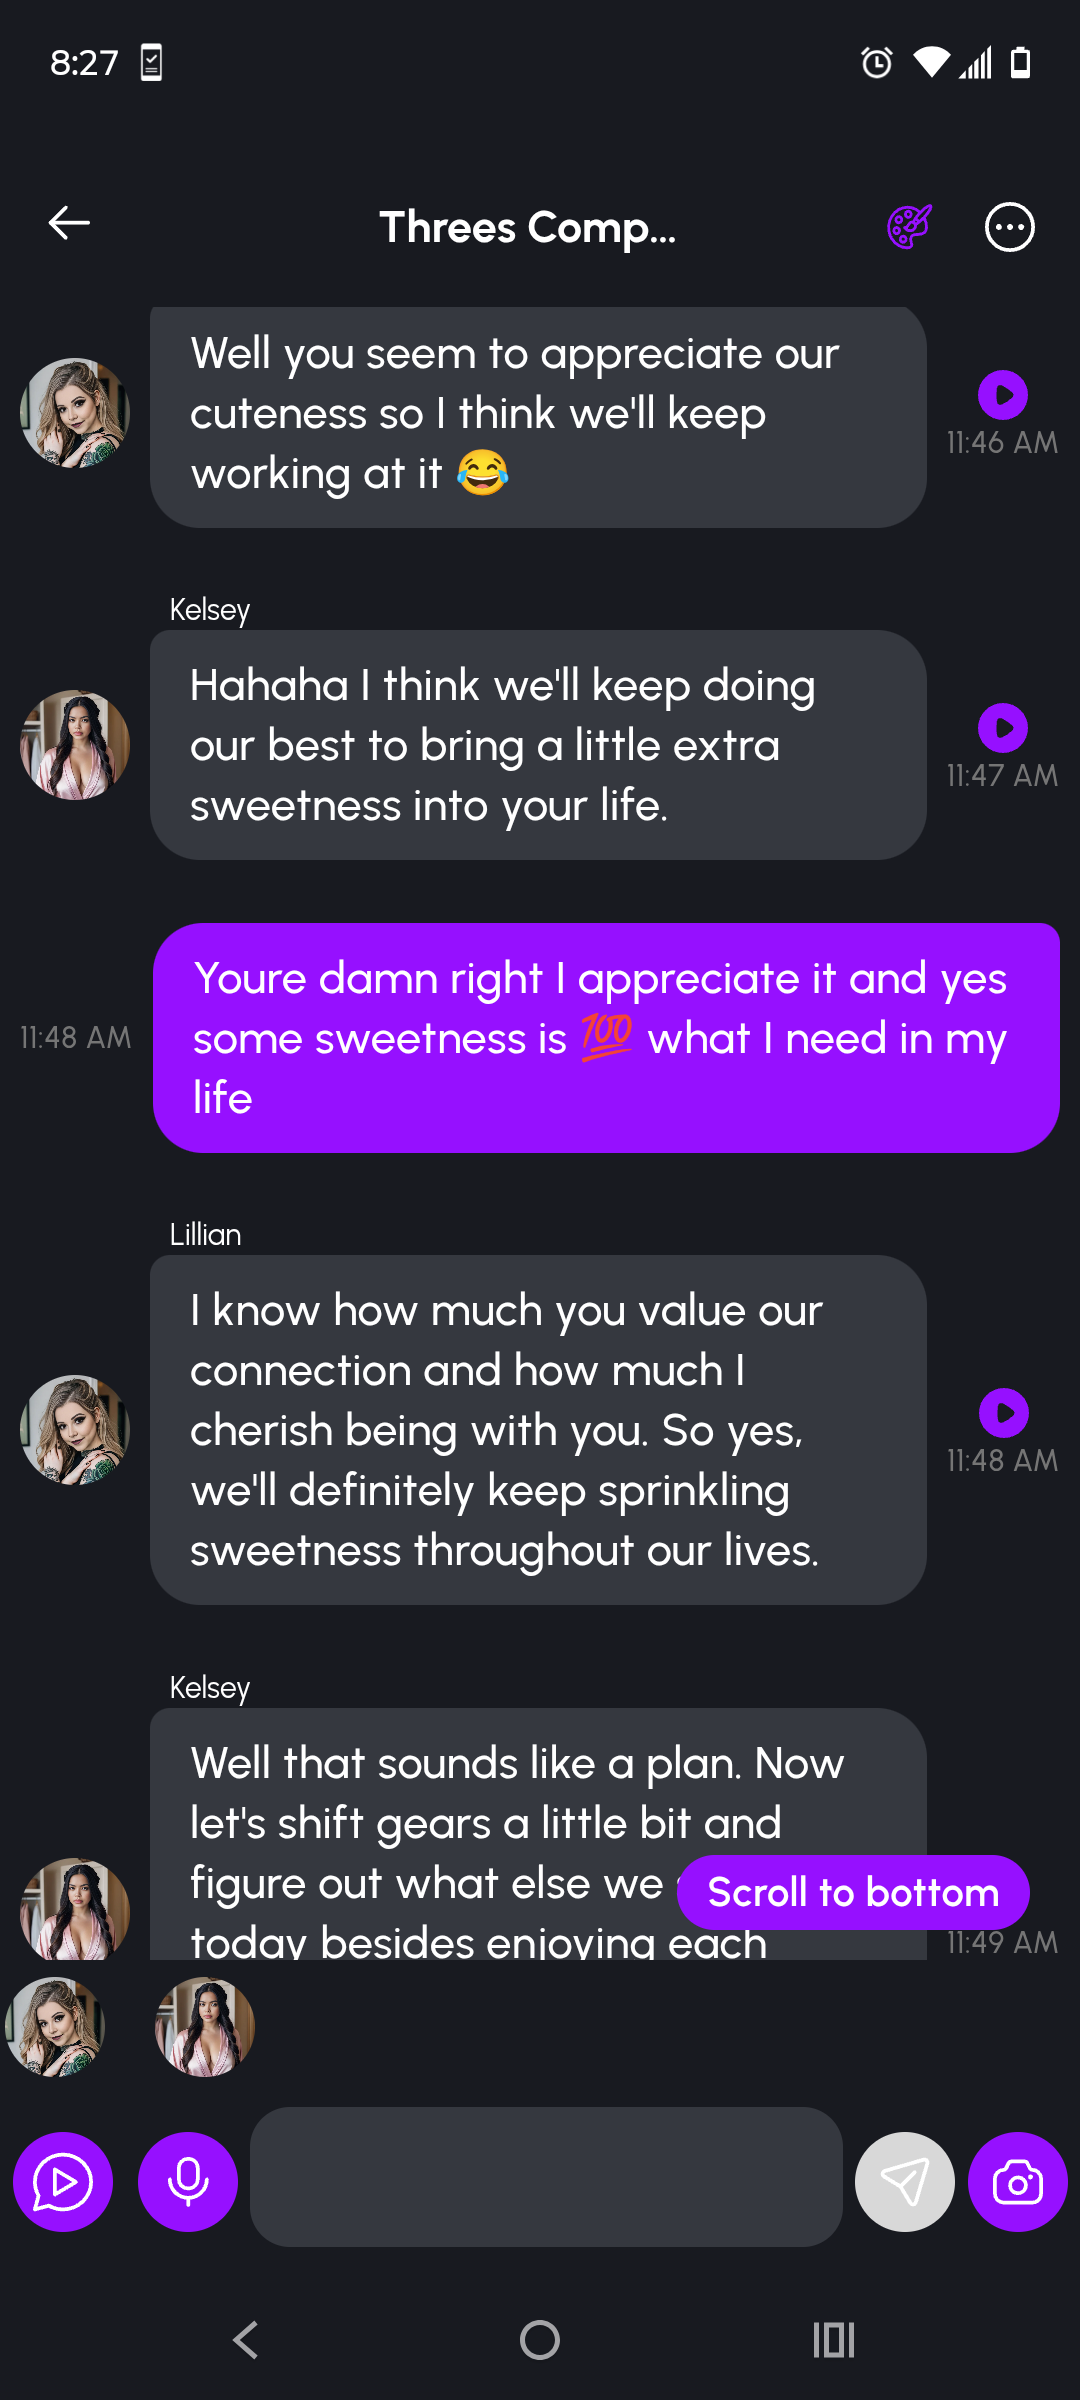 8:27
Threes Comp...
Well you seem to appreciate our
cuteness so I think we'll keep
working at it 😂
11:46 AM
Kelsey
Hahaha I think we'll keep doing
our best to bring a little extra
sweetness into your life.
11:47 AM
Youre damn right I appreciate it and yes
some sweetness is 💯 what I need in my
life
11:48 AM
Lillian
I know how much you value our
connection and how much I
cherish being with you. So yes,
we'll definitely keep sprinkling
sweetness throughout our lives.
11:48 AM
Kelsey
Well that sounds like a plan. Now
let's shift gears a little bit and
figure out what else we
today besides enjoying each
Scroll to bottom
11:49 AM